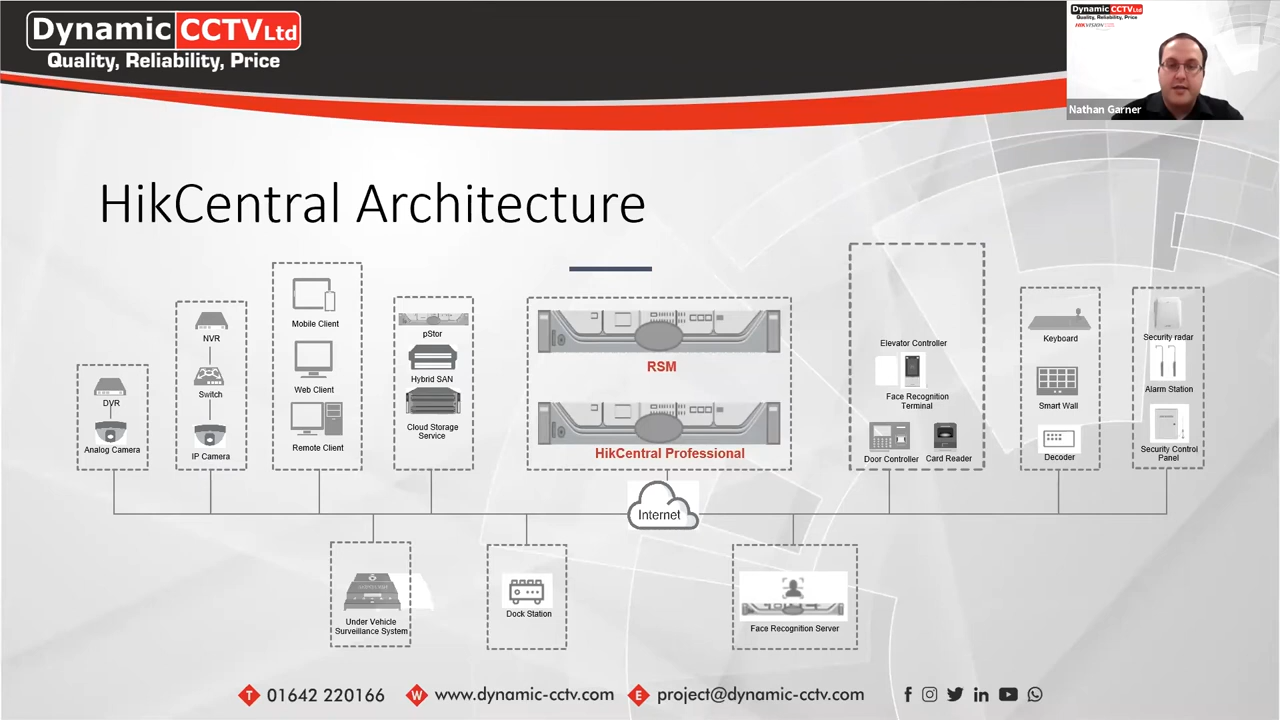 Dynamic CCTV Ltd
Quality, Reliability, Price
Dynamic CCTV Ltd
Quality, Reliability, Price
HIKVISION
Nathan Garner
HikCentral Architecture
DVR
Analog Camera
NVR
Switch
IP Camera
Mobile Client
Web Client
Remote Client
pStor
Hybrid SAN
Cloud Storage
Service
RSM
HikCentral Professional
Elevator Controller
Face Recognition
Terminal
Door Controller
Card Reader
Keyboard
Smart Wall
Decoder
Security radar
Alarm Station
Security Control
Panel
Internet
Under Vehicle
Surveillance System
Dock Station
Face Recognition Server
T 01642 220166
W www.dynamic-cctv.com
E project@dynamic-cctv.com